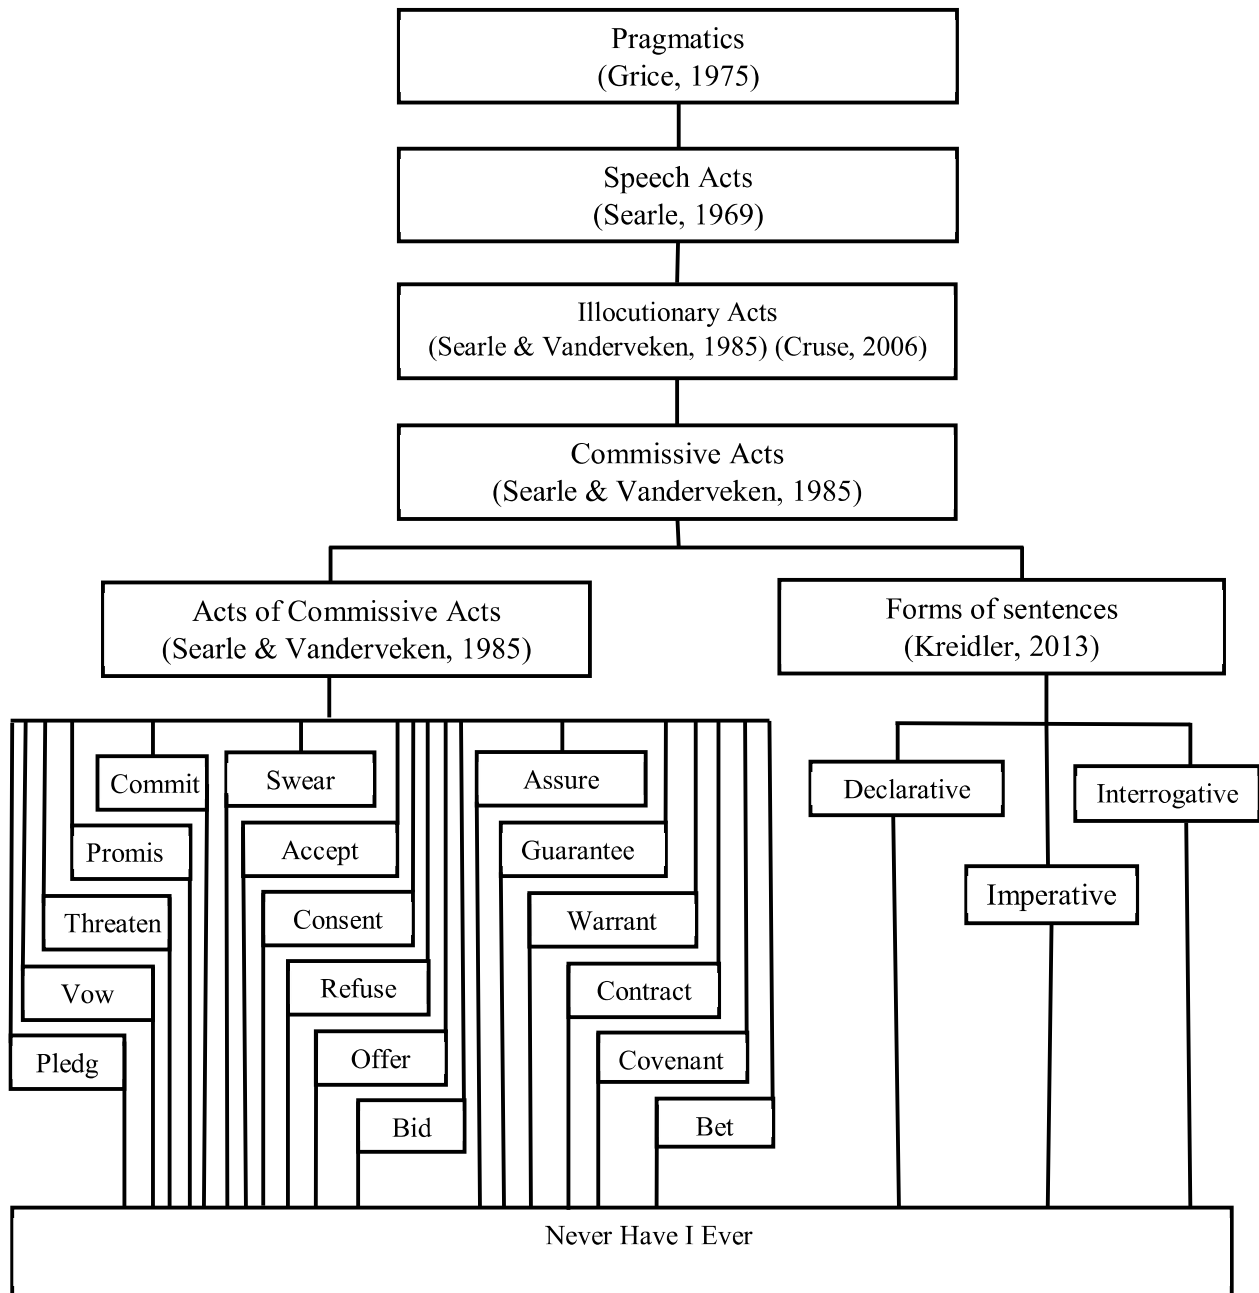 Pragmatics
(Grice, 1975)
Speech Acts
(Searle, 1969)
Illocutionary Acts
(Searle & Vanderveken, 1985) (Cruse, 2006)
Commissive Acts
(Searle & Vanderveken, 1985)
Acts of Commissive Acts
(Searle & Vanderveken, 1985)
Forms of sentences
(Kreidler, 2013)
Commit
Promis
Threaten
Vow
Pledg
Swear
Accept
Consent
Refuse
Offer
Bid
Assure
Guarantee
Warrant
Contract
Covenant
Bet
Declarative
Imperative
Interrogative
Never Have I Ever